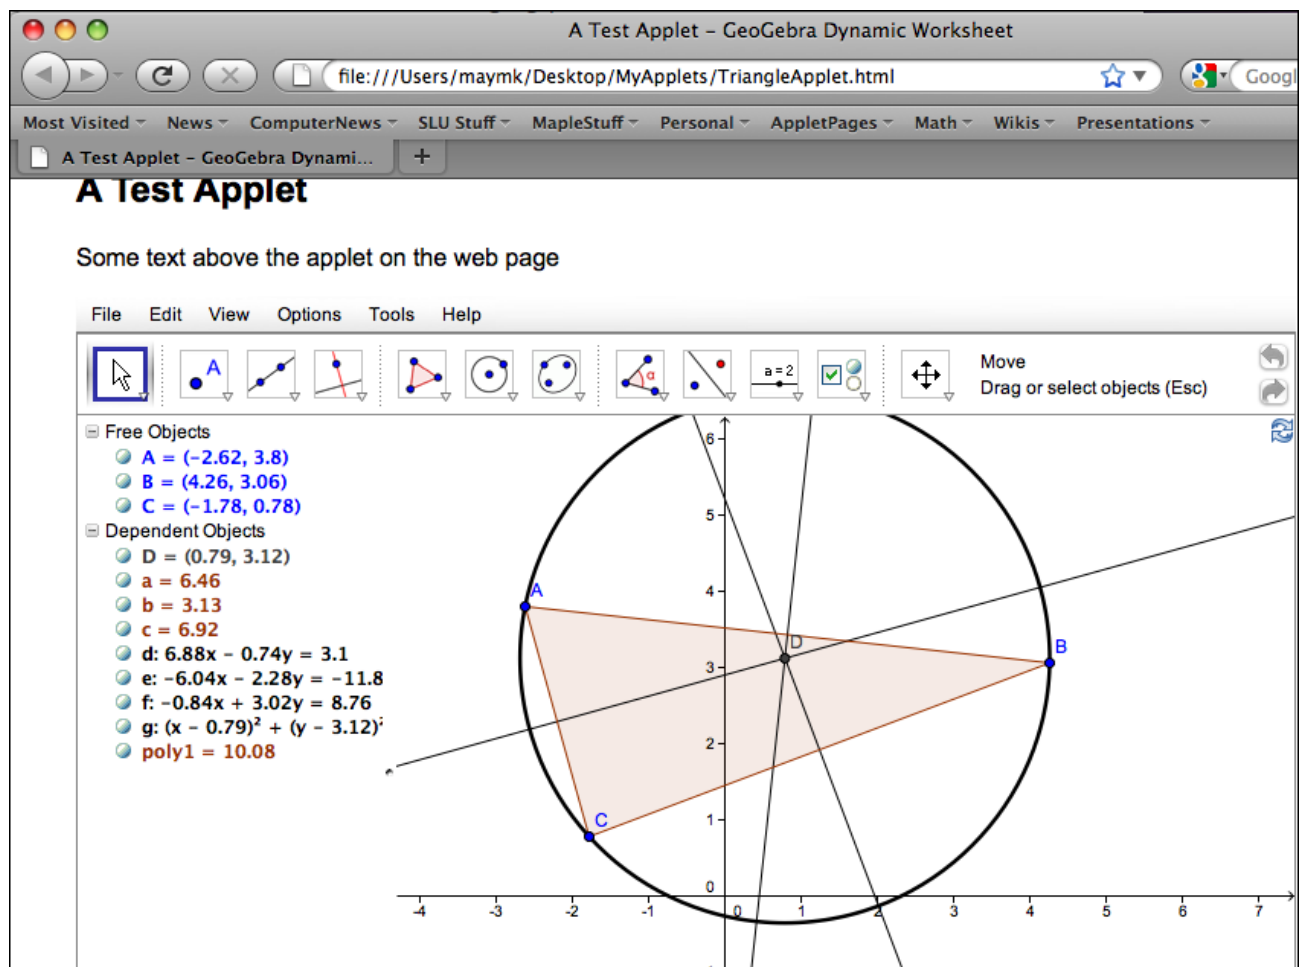 A Test Applet – GeoGebra Dynamic Worksheet
file:///Users/maymk/Desktop/MyApplets/TriangleApplet.html
Googl
Most Visited News ComputerNews SLU Stuff MapleStuff Personal AppletPages Math Wikis Presentations
A Test Applet – GeoGebra Dynami... +
A Test Applet
Some text above the applet on the web page
File Edit View Options Tools Help
A
α
a = 2
Move
Drag or select objects (Esc)
Free Objects
A = (−2.62, 3.8)
B = (4.26, 3.06)
C = (−1.78, 0.78)
Dependent Objects
D = (0.79, 3.12)
a = 6.46
b = 3.13
c = 6.92
d: 6.88x − 0.74y = 3.1
e: −6.04x − 2.28y = −11.8
f: −0.84x + 3.02y = 8.76
g: (x − 0.79)² + (y − 3.12)²
poly1 = 10.08
6
5
4
A
D
B
3
2
C
1
0
-4 -3 -2 -1 0 1 2 3 4 5 6 7